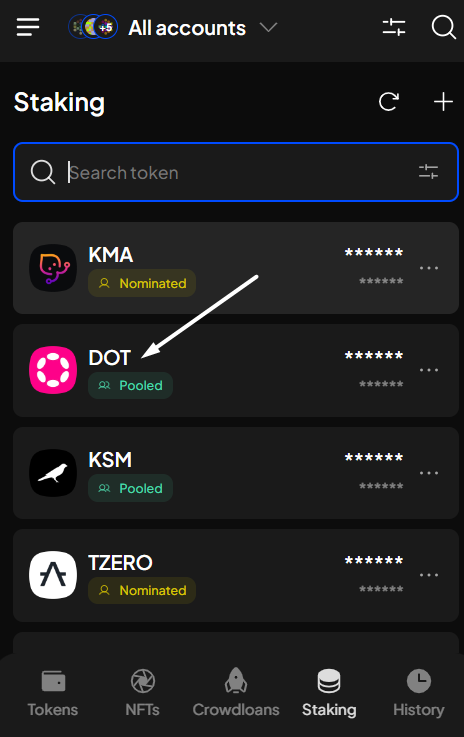 +5 All accounts
Staking
Search token
KMA ******
Nominated ******
DOT ******
Pooled ******
KSM ******
Pooled ******
TZERO ******
Nominated ******
Tokens NFTs Crowdloans Staking History